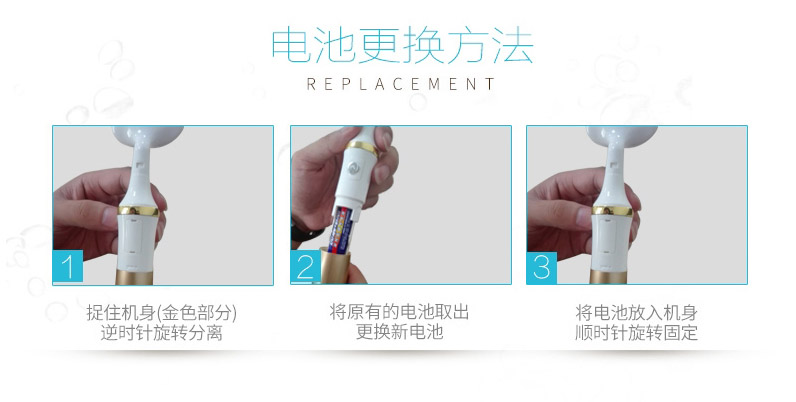 电池更换方法
REPLACEMENT
1
2
3
捉住机身(金色部分)
逆时针旋转分离
将原有的电池取出
更换新电池
将电池放入机身
顺时针旋转固定